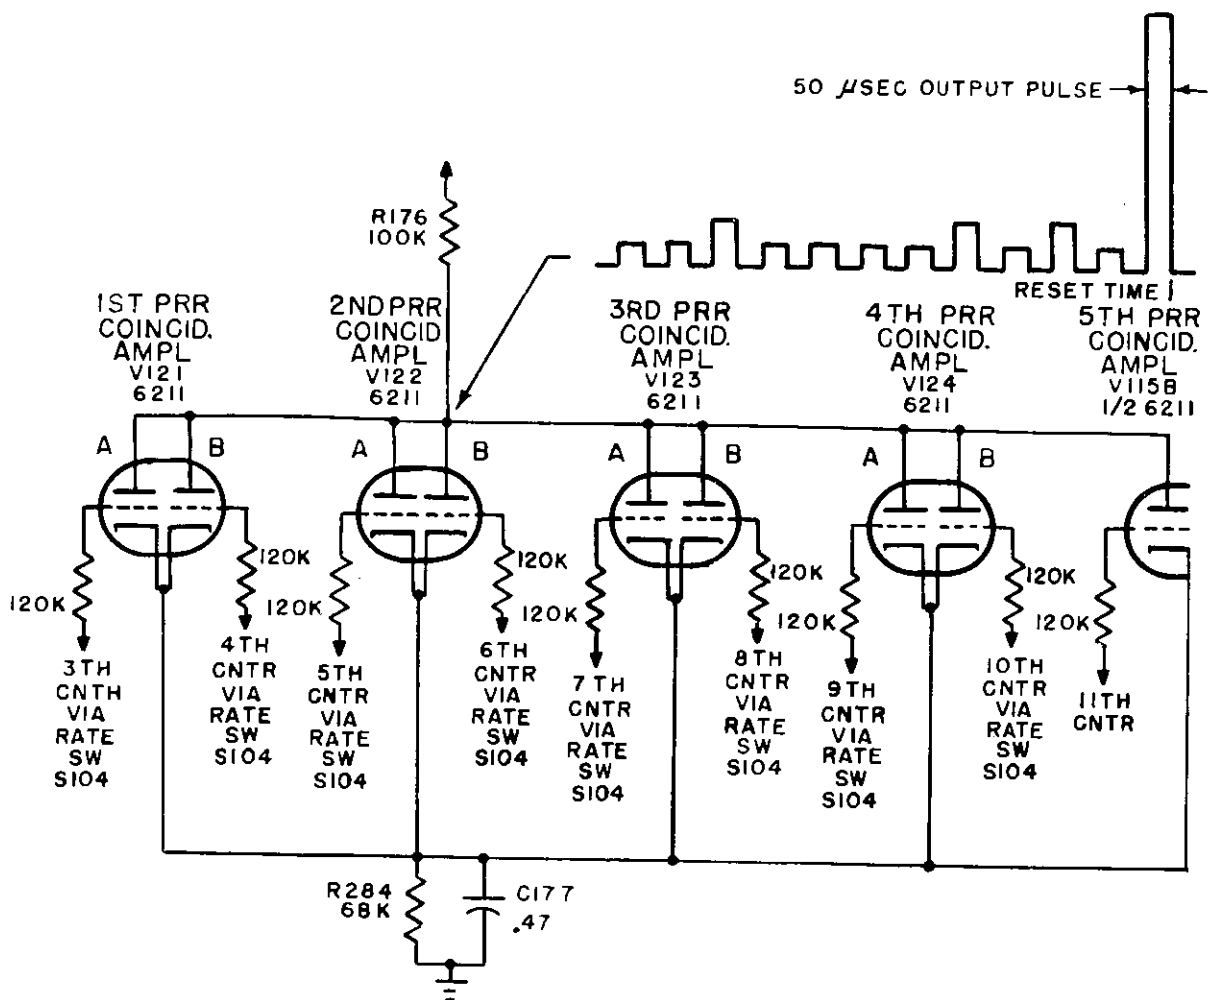 50 μSEC OUTPUT PULSE
R176
100K
RESET TIME
1ST PRR
COINCID.
AMPL
V121
6211
2ND PRR
COINCID
AMPL
V122
6211
3RD PRR
COINCID.
AMPL
V123
6211
4TH PRR
COINCID.
AMPL
V124
6211
5TH PRR
COINCID.
AMPL
V115B
1/2 6211
A
B
A
B
A
B
A
B
120K
120K
120K
120K
120K
120K
120K
120K
120K
3TH
CNTH
VIA
RATE
SW
S104
4TH
CNTR
VIA
RATE
SW
S104
5TH
CNTR
VIA
RATE
SW
S104
6TH
CNTR
VIA
RATE
SW
S104
7TH
CNTR
VIA
RATE
SW
S104
8TH
CNTR
VIA
RATE
SW
S104
9TH
CNTR
VIA
RATE
SW
S104
10TH
CNTR
VIA
RATE
SW
S104
11TH
CNTR
R284
68K
C177
.47